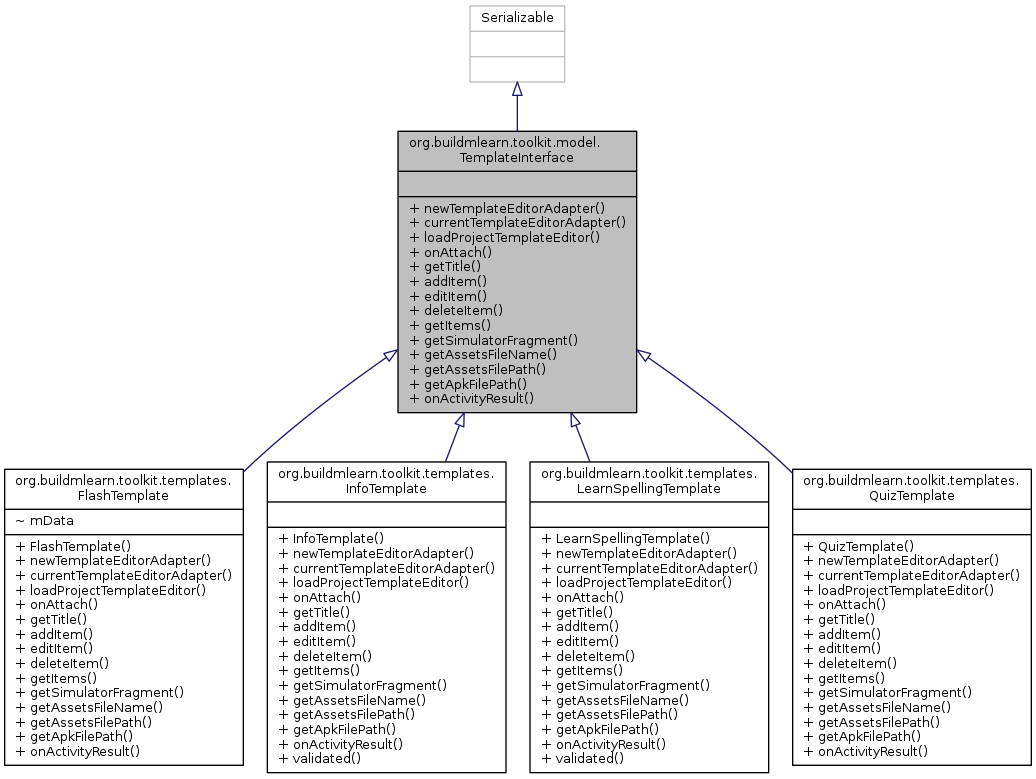 Serializable
org.buildmlearn.toolkit.model.
TemplateInterface
+ newTemplateEditorAdapter()
+ currentTemplateEditorAdapter()
+ loadProjectTemplateEditor()
+ onAttach()
+ getTitle()
+ addItem()
+ editItem()
+ deleteItem()
+ getItems()
+ getSimulatorFragment()
+ getAssetsFileName()
+ getAssetsFilePath()
+ getApkFilePath()
+ onActivityResult()
org.buildmlearn.toolkit.templates.
FlashTemplate
~ mData
+ FlashTemplate()
+ newTemplateEditorAdapter()
+ currentTemplateEditorAdapter()
+ loadProjectTemplateEditor()
+ onAttach()
+ getTitle()
+ addItem()
+ editItem()
+ deleteItem()
+ getItems()
+ getSimulatorFragment()
+ getAssetsFileName()
+ getAssetsFilePath()
+ getApkFilePath()
+ onActivityResult()
org.buildmlearn.toolkit.templates.
InfoTemplate
+ InfoTemplate()
+ newTemplateEditorAdapter()
+ currentTemplateEditorAdapter()
+ loadProjectTemplateEditor()
+ onAttach()
+ getTitle()
+ addItem()
+ editItem()
+ deleteItem()
+ getItems()
+ getSimulatorFragment()
+ getAssetsFileName()
+ getAssetsFilePath()
+ getApkFilePath()
+ onActivityResult()
+ validated()
org.buildmlearn.toolkit.templates.
LearnSpellingTemplate
+ LearnSpellingTemplate()
+ newTemplateEditorAdapter()
+ currentTemplateEditorAdapter()
+ loadProjectTemplateEditor()
+ onAttach()
+ getTitle()
+ addItem()
+ editItem()
+ deleteItem()
+ getItems()
+ getSimulatorFragment()
+ getAssetsFileName()
+ getAssetsFilePath()
+ getApkFilePath()
+ onActivityResult()
+ validated()
org.buildmlearn.toolkit.templates.
QuizTemplate
+ QuizTemplate()
+ newTemplateEditorAdapter()
+ currentTemplateEditorAdapter()
+ loadProjectTemplateEditor()
+ onAttach()
+ getTitle()
+ addItem()
+ editItem()
+ deleteItem()
+ getItems()
+ getSimulatorFragment()
+ getAssetsFileName()
+ getAssetsFilePath()
+ getApkFilePath()
+ onActivityResult()